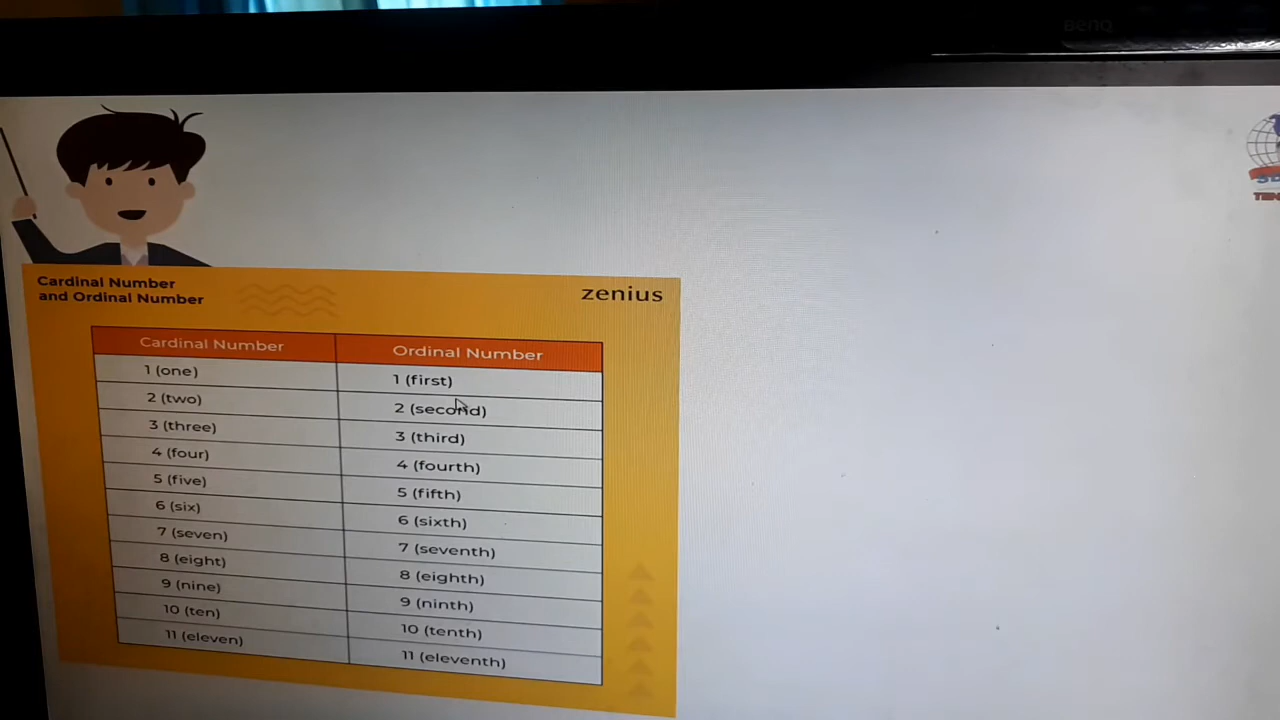 BenQ
Cardinal Number
and Ordinal Number
zenius
Cardinal Number Ordinal Number
1 (one) 1 (first)
2 (two) 2 (second)
3 (three) 3 (third)
4 (four) 4 (fourth)
5 (five) 5 (fifth)
6 (six) 6 (sixth)
7 (seven) 7 (seventh)
8 (eight) 8 (eighth)
9 (nine) 9 (ninth)
10 (ten) 10 (tenth)
11 (eleven) 11 (eleventh)